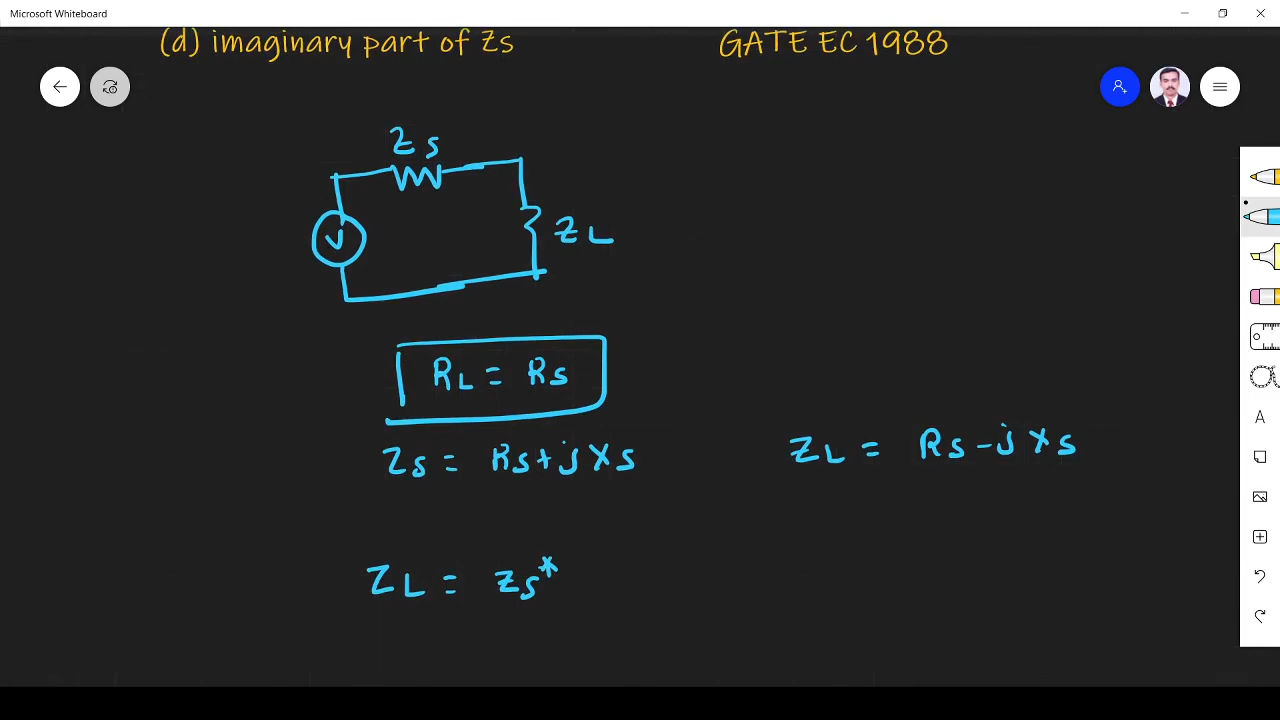 Microsoft Whiteboard
(d) imaginary part of Zs
GATE EC 1988
Zs
V
ZL
RL = Rs
Zs = Rs+jXs
ZL = Rs-jXs
ZL = Zs*
A